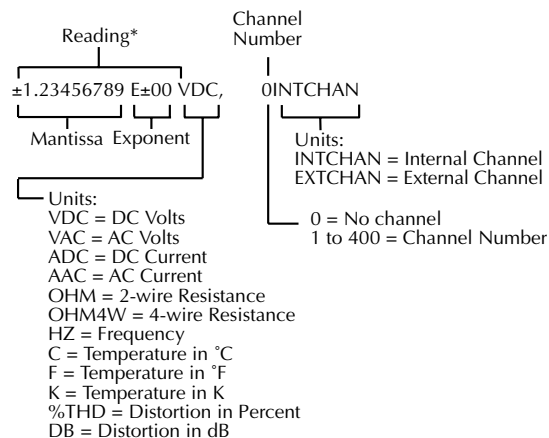 Channel
Number
Reading*
±1.23456789 E±00 VDC, 0INTCHAN
Mantissa Exponent
Units:
INTCHAN = Internal Channel
EXTCHAN = External Channel
Units:
VDC = DC Volts
VAC = AC Volts
ADC = DC Current
AAC = AC Current
OHM = 2-wire Resistance
OHM4W = 4-wire Resistance
HZ = Frequency
C = Temperature in ˚C
F = Temperature in ˚F
K = Temperature in K
%THD = Distortion in Percent
DB = Distortion in dB
0 = No channel
1 to 400 = Channel Number